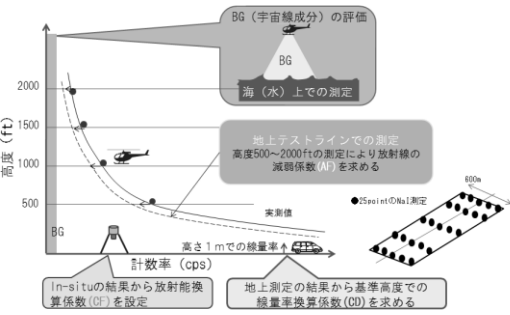 BG（宇宙線成分）の評価
BG
海（水）上での測定
高度 (ft)
2000
1500
1000
500
地上テストラインでの測定
高度500～2000ftの測定により放射線の
減弱係数(AF)を求める
600m
●25pointのNaI測定
実測値
BG
高さ１mでの線量率
計数率 (cps)
In-situの結果から放射能換
算係数(CF)を設定
地上測定の結果から基準高度での
線量率換算係数(CD)を求める